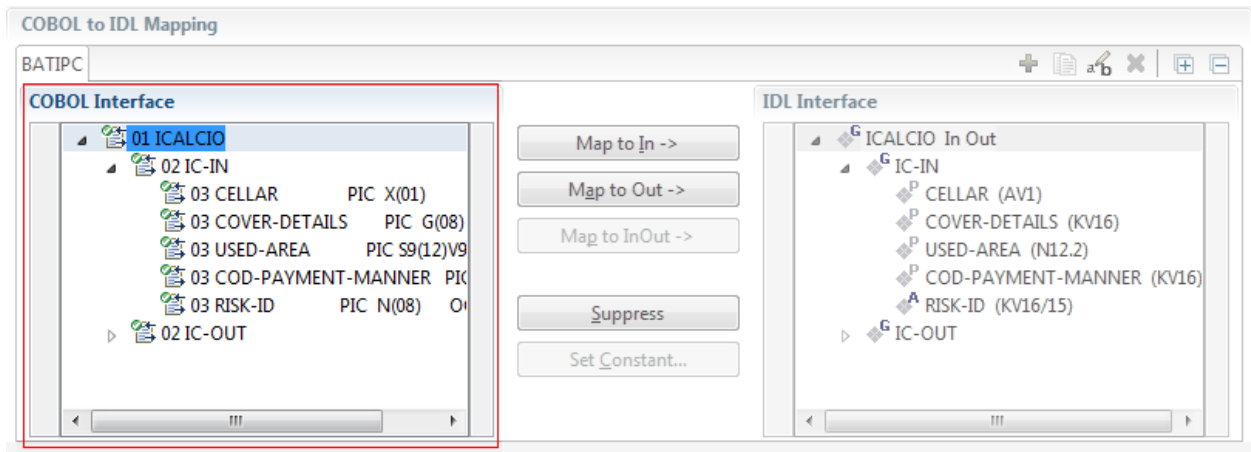 COBOL to IDL Mapping
BATIPC
COBOL Interface
01 ICALCIO
02 IC-IN
03 CELLAR PIC X(01)
03 COVER-DETAILS PIC G(08)
03 USED-AREA PIC S9(12)V9
03 COD-PAYMENT-MANNER PIC
03 RISK-ID PIC N(08)
02 IC-OUT
Map to In ->
Map to Out ->
Map to InOut ->
Suppress
Set Constant...
IDL Interface
ICALCIO In Out
IC-IN
CELLAR (AV1)
COVER-DETAILS (KV16)
USED-AREA (N12.2)
COD-PAYMENT-MANNER (KV16)
RISK-ID (KV16/15)
IC-OUT